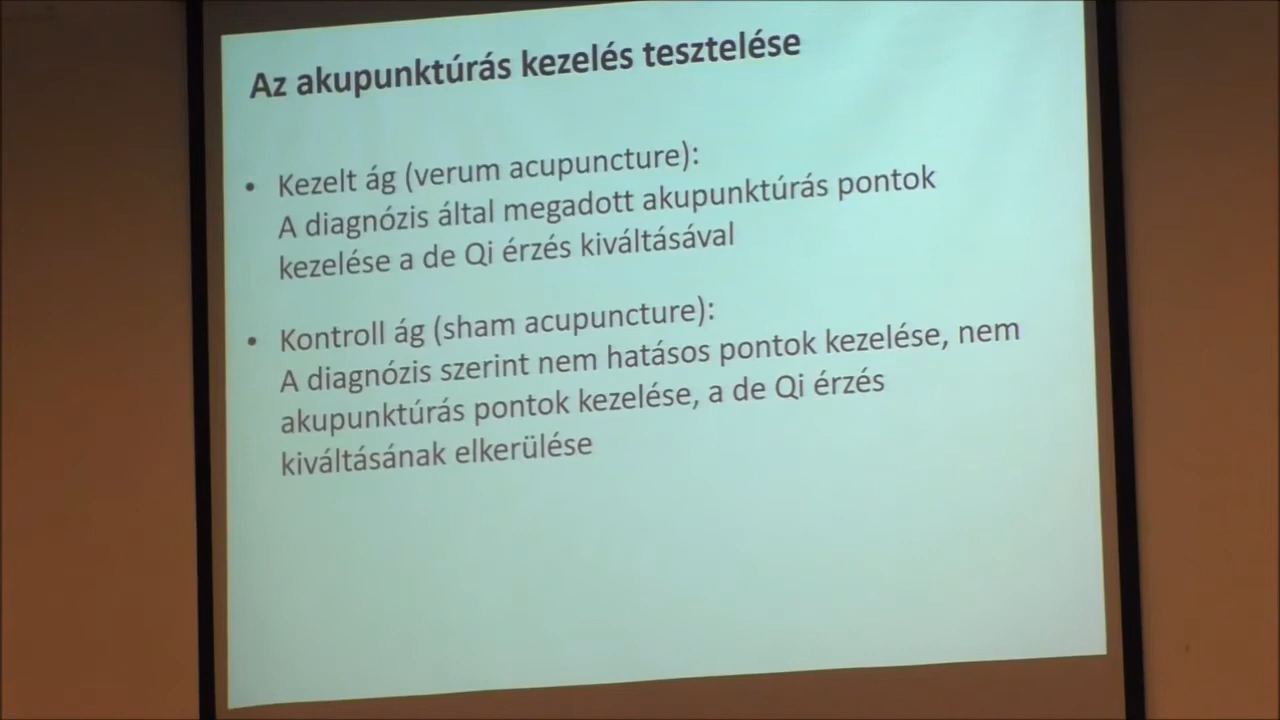 Az akupunktúrás kezelés tesztelése
• Kezelt ág (verum acupuncture):
A diagnózis által megadott akupunktúrás pontok
kezelése a de Qi érzés kiváltásával
• Kontroll ág (sham acupuncture):
A diagnózis szerint nem hatásos pontok kezelése, nem
akupunktúrás pontok kezelése, a de Qi érzés
kiváltásának elkerülése